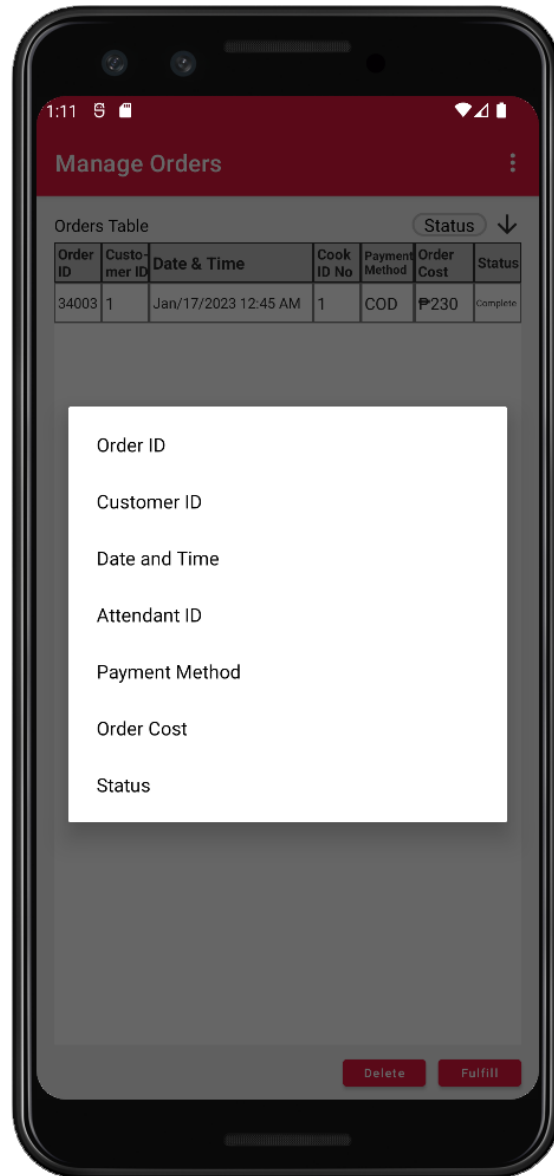 1:11
Manage Orders
Orders Table Status
Order ID Custo-mer ID Date & Time Cook ID No Payment Method Order Cost Status
34003 1 Jan/17/2023 12:45 AM 1 COD ₱230 Complete
Order ID
Customer ID
Date and Time
Attendant ID
Payment Method
Order Cost
Status
Delete Fulfill